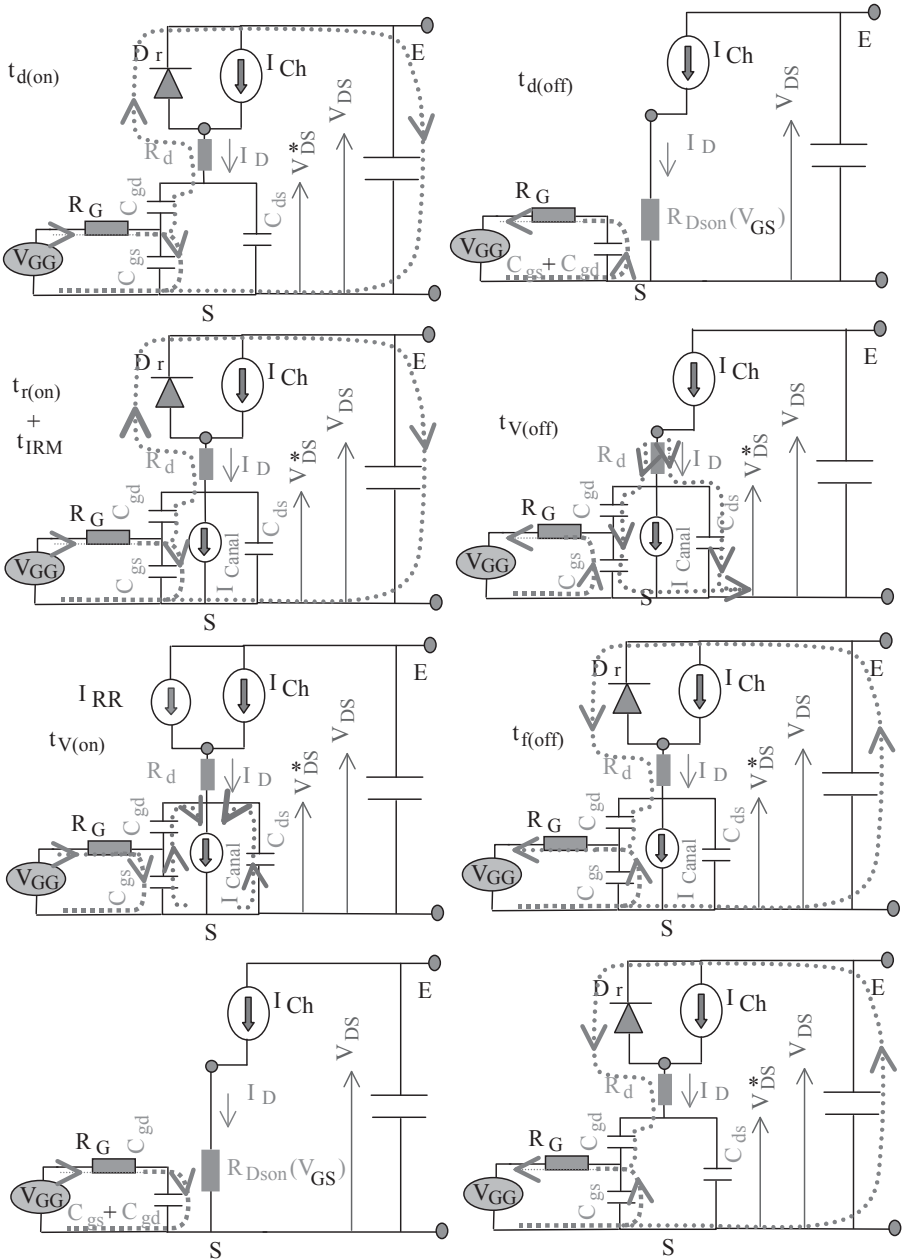 t d(on)
D r
I Ch
E
R d
I D
V*DS
V DS
C gd
R G
C gs
C ds
V GG
S
t d(off)
I Ch
E
V DS
I D
R G
R Dson (V GS)
V GG
C gs + C gd
S
t r(on)
+
t IRM
D r
I Ch
E
R d
I D
V*DS
V DS
C gd
R G
C gs
I Canal
C ds
V GG
S
t V(off)
I Ch
E
R d
I D
V*DS
V DS
C gd
R G
C gs
I Canal
C ds
V GG
S
I RR
I Ch
E
t V(on)
R d
I D
V*DS
V DS
C gd
R G
C gs
I Canal
C ds
V GG
S
t f(off)
D r
I Ch
E
R d
I D
V*DS
V DS
C gd
R G
C gs
I Canal
C ds
V GG
S
I Ch
E
V DS
I D
R G
C gd
R Dson (V GS)
V GG
C gs + C gd
S
D r
I Ch
E
R d
I D
V*DS
V DS
C gd
R G
C gs
C ds
V GG
S